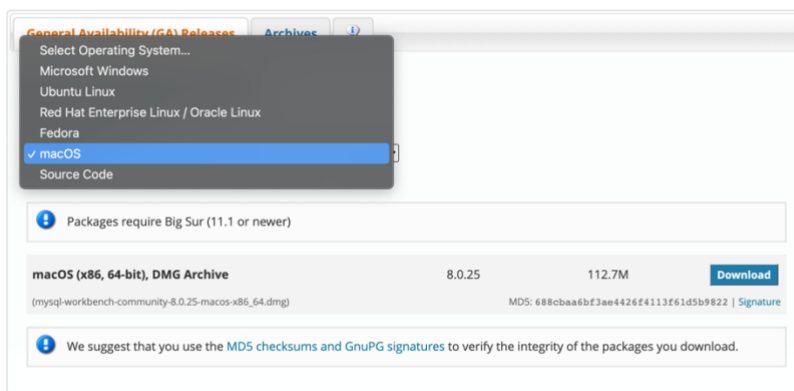 General Availability (GA) Releases
Archives
Select Operating System...
Microsoft Windows
Ubuntu Linux
Red Hat Enterprise Linux / Oracle Linux
Fedora
✓ macOS
Source Code
Packages require Big Sur (11.1 or newer)
macOS (x86, 64-bit), DMG Archive 8.0.25 112.7M Download
(mysql-workbench-community-8.0.25-macos-x86_64.dmg) MD5: 688cbaa6bf3ae4426f4113f61d5b9822 | Signature
We suggest that you use the MD5 checksums and GnuPG signatures to verify the integrity of the packages you download.